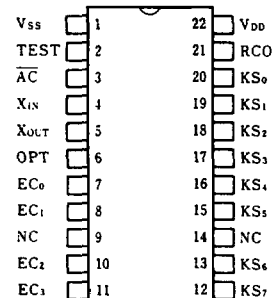 Vss 1 22 VDD
TEST 2 21 RCO
AC 3 20 KS0
XIN 4 19 KS1
XOUT 5 18 KS2
OPT 6 17 KS3
EC0 7 16 KS4
EC1 8 15 KS5
NC 9 14 NC
EC2 10 13 KS6
EC3 11 12 KS7